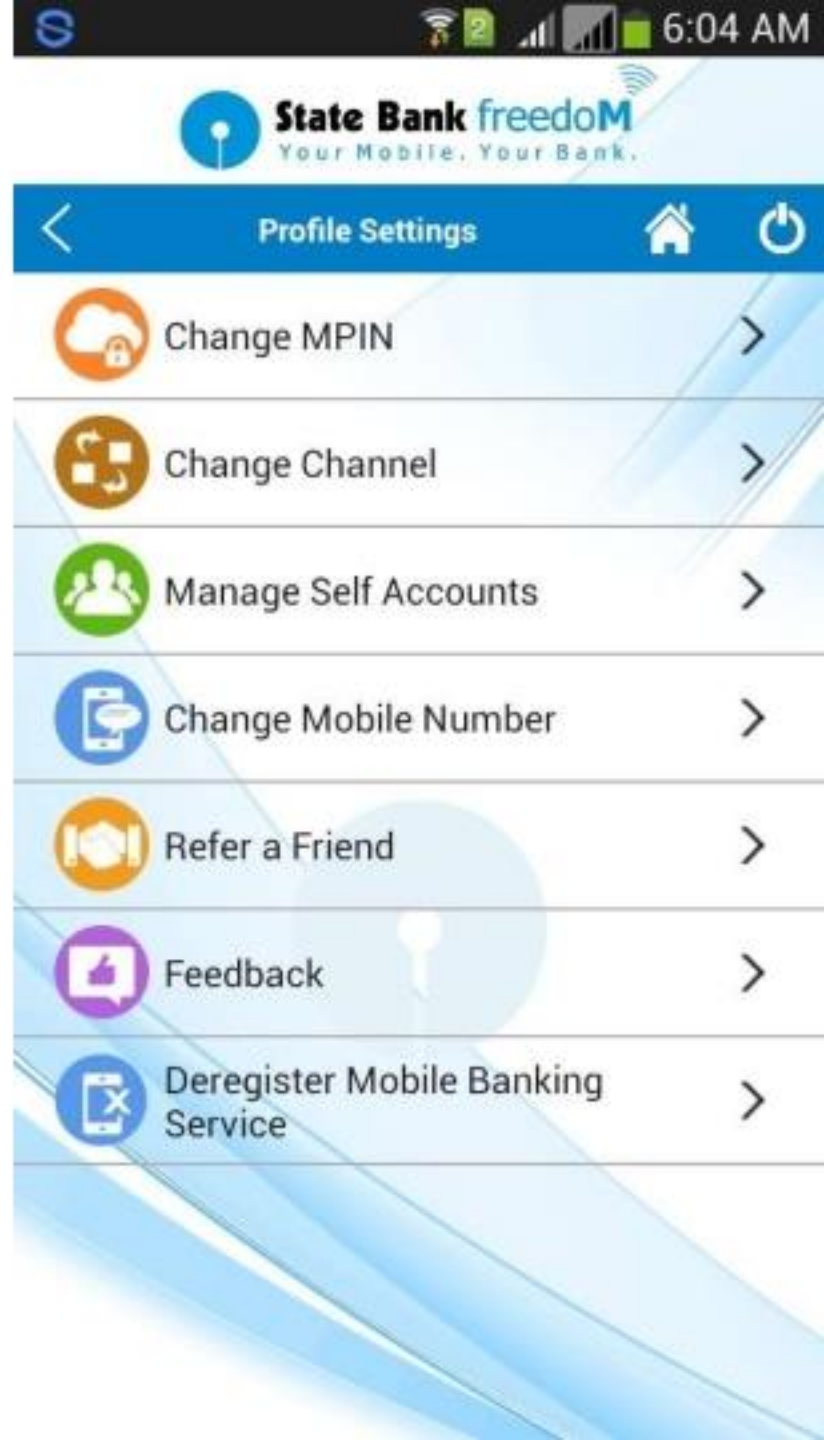 2 6:04 AM
State Bank freedoM
Your Mobile. Your Bank.
Profile Settings
Change MPIN
Change Channel
Manage Self Accounts
Change Mobile Number
Refer a Friend
Feedback
Deregister Mobile Banking
Service